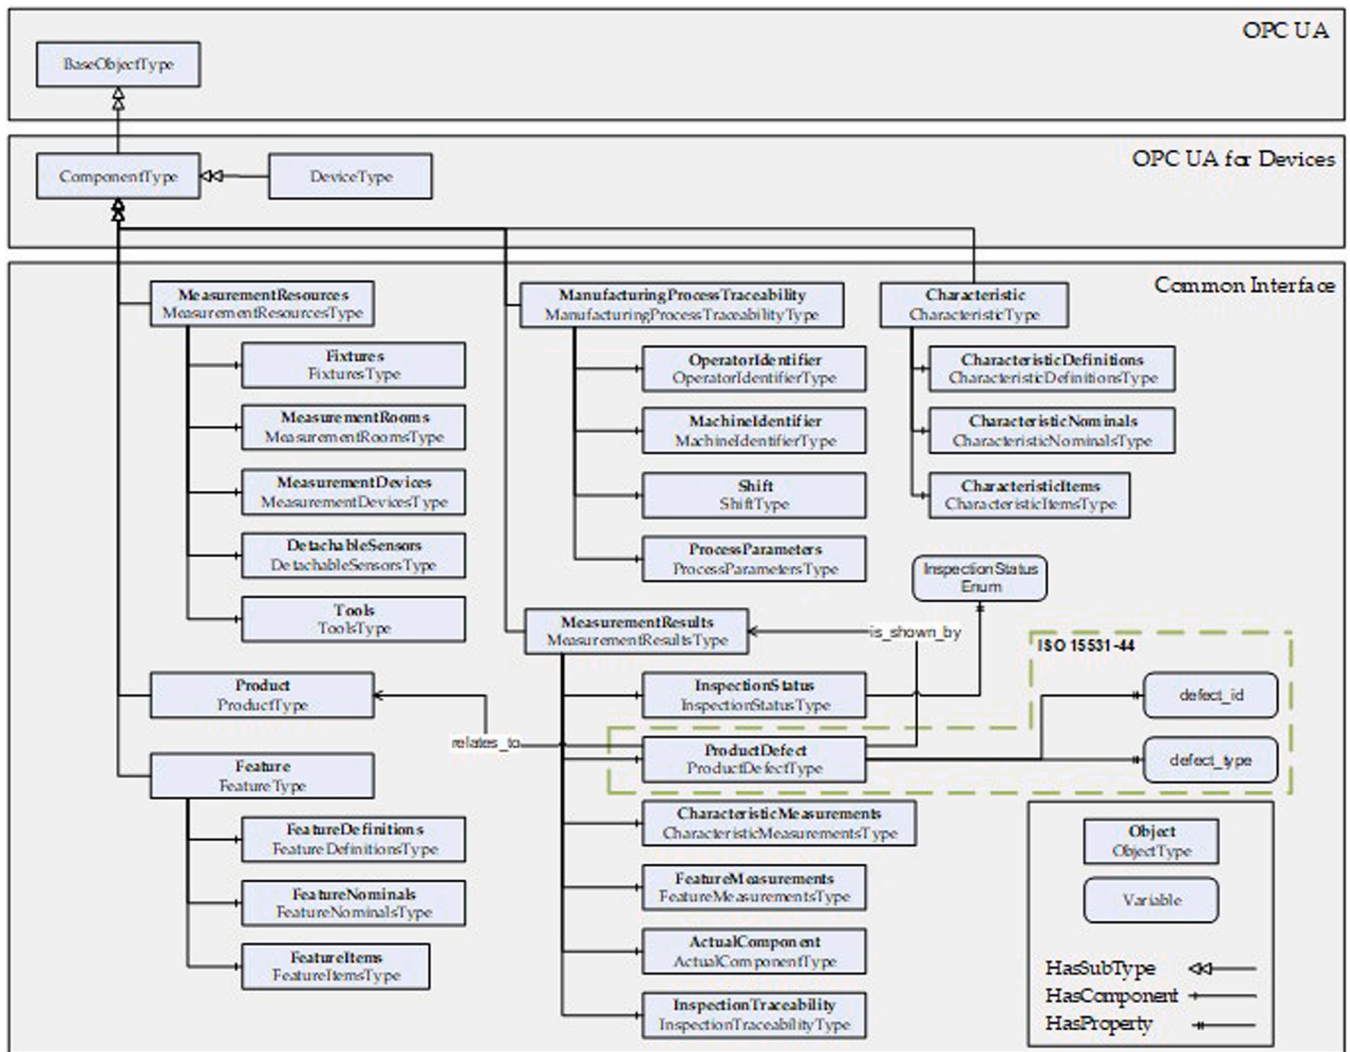 OPC UA
BaseObjectType
OPC UA for Devices
ComponentType
DeviceType
Common Interface
MeasurementResources
MeasurementResourcesType
Fixtures
FixturesType
MeasurementRooms
MeasurementRoomsType
MeasurementDevices
MeasurementDevicesType
DetachableSensors
DetachableSensorsType
Tools
ToolsType
Product
ProductType
Feature
FeatureType
FeatureDefinitions
FeatureDefinitionsType
FeatureNominals
FeatureNominalsType
FeatureItems
FeatureItemsType
ManufacturingProcessTraceability
ManufacturingProcessTraceabilityType
OperatorIdentifier
OperatorIdentifierType
MachineIdentifier
MachineIdentifierType
Shift
ShiftType
ProcessParameters
ProcessParametersType
Characteristic
CharacteristicType
CharacteristicDefinitions
CharacteristicDefinitionsType
CharacteristicNominals
CharacteristicNominalsType
CharacteristicItems
CharacteristicItemsType
InspectionStatus
Enum
MeasurementResults
MeasurementResultsType
is_shown_by
ISO 15531-44
InspectionStatus
InspectionStatusType
defect_id
relates_to
ProductDefect
ProductDefectType
defect_type
CharacteristicMeasurements
CharacteristicMeasurementsType
FeatureMeasurements
FeatureMeasurementsType
ActualComponent
ActualComponentType
InspectionTraceability
InspectionTraceabilityType
Object
ObjectType
Variable
HasSubType
HasComponent
HasProperty